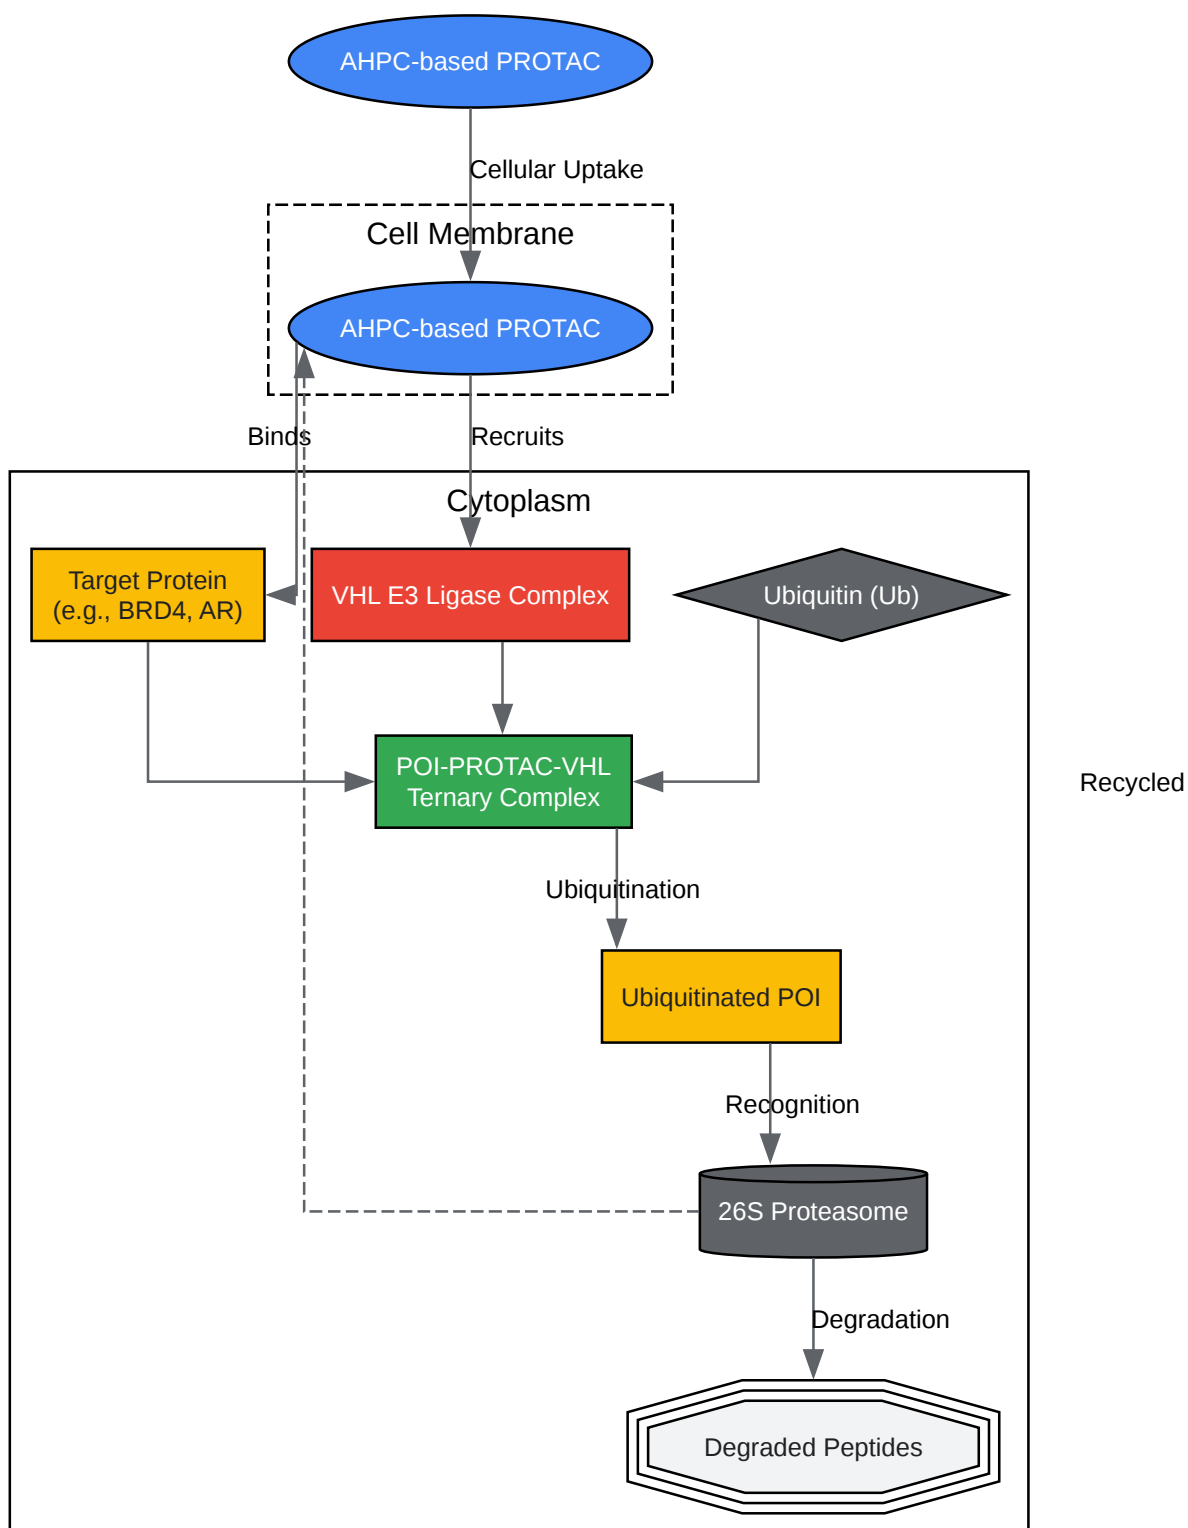 AHPC-based PROTAC
Cellular Uptake
Cell Membrane
AHPC-based PROTAC
Binds
Recruits
Cytoplasm
Target Protein
(e.g., BRD4, AR)
VHL E3 Ligase Complex
Ubiquitin (Ub)
POI-PROTAC-VHL
Ternary Complex
Recycled
Ubiquitination
Ubiquitinated POI
Recognition
26S Proteasome
Degradation
Degraded Peptides